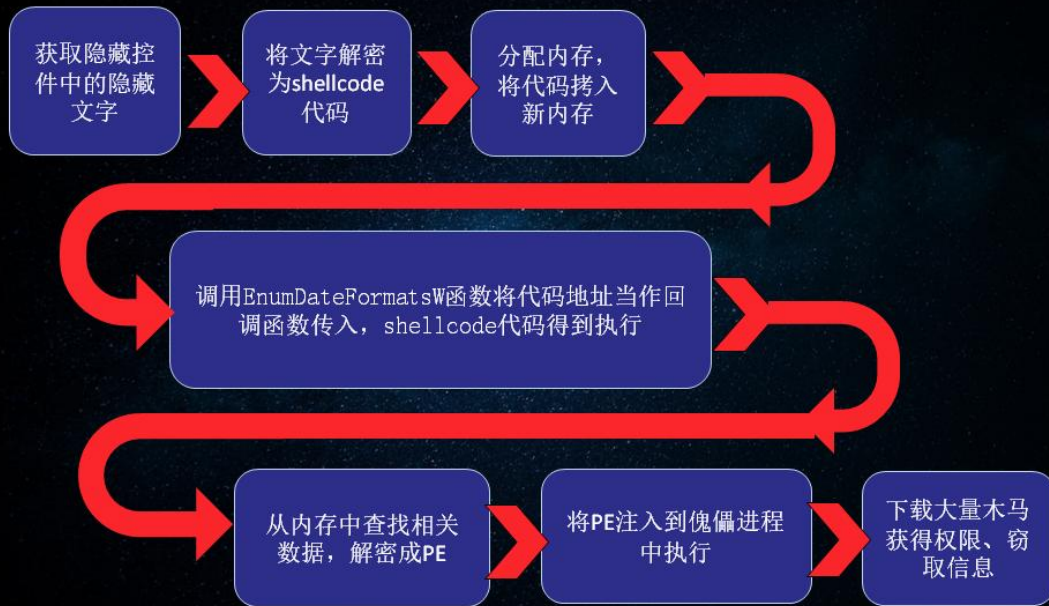 获取隐藏控
件中的隐藏
文字
将文字解密
为shellcode
代码
分配内存,
将代码拷入
新内存
调用EnumDateFormatsW函数将代码地址当作回
调函数传入，shellcode代码得到执行
从内存中查找相关
数据，解密成PE
将PE注入到傀儡进程
中执行
下载大量木马
获得权限、窃
取信息